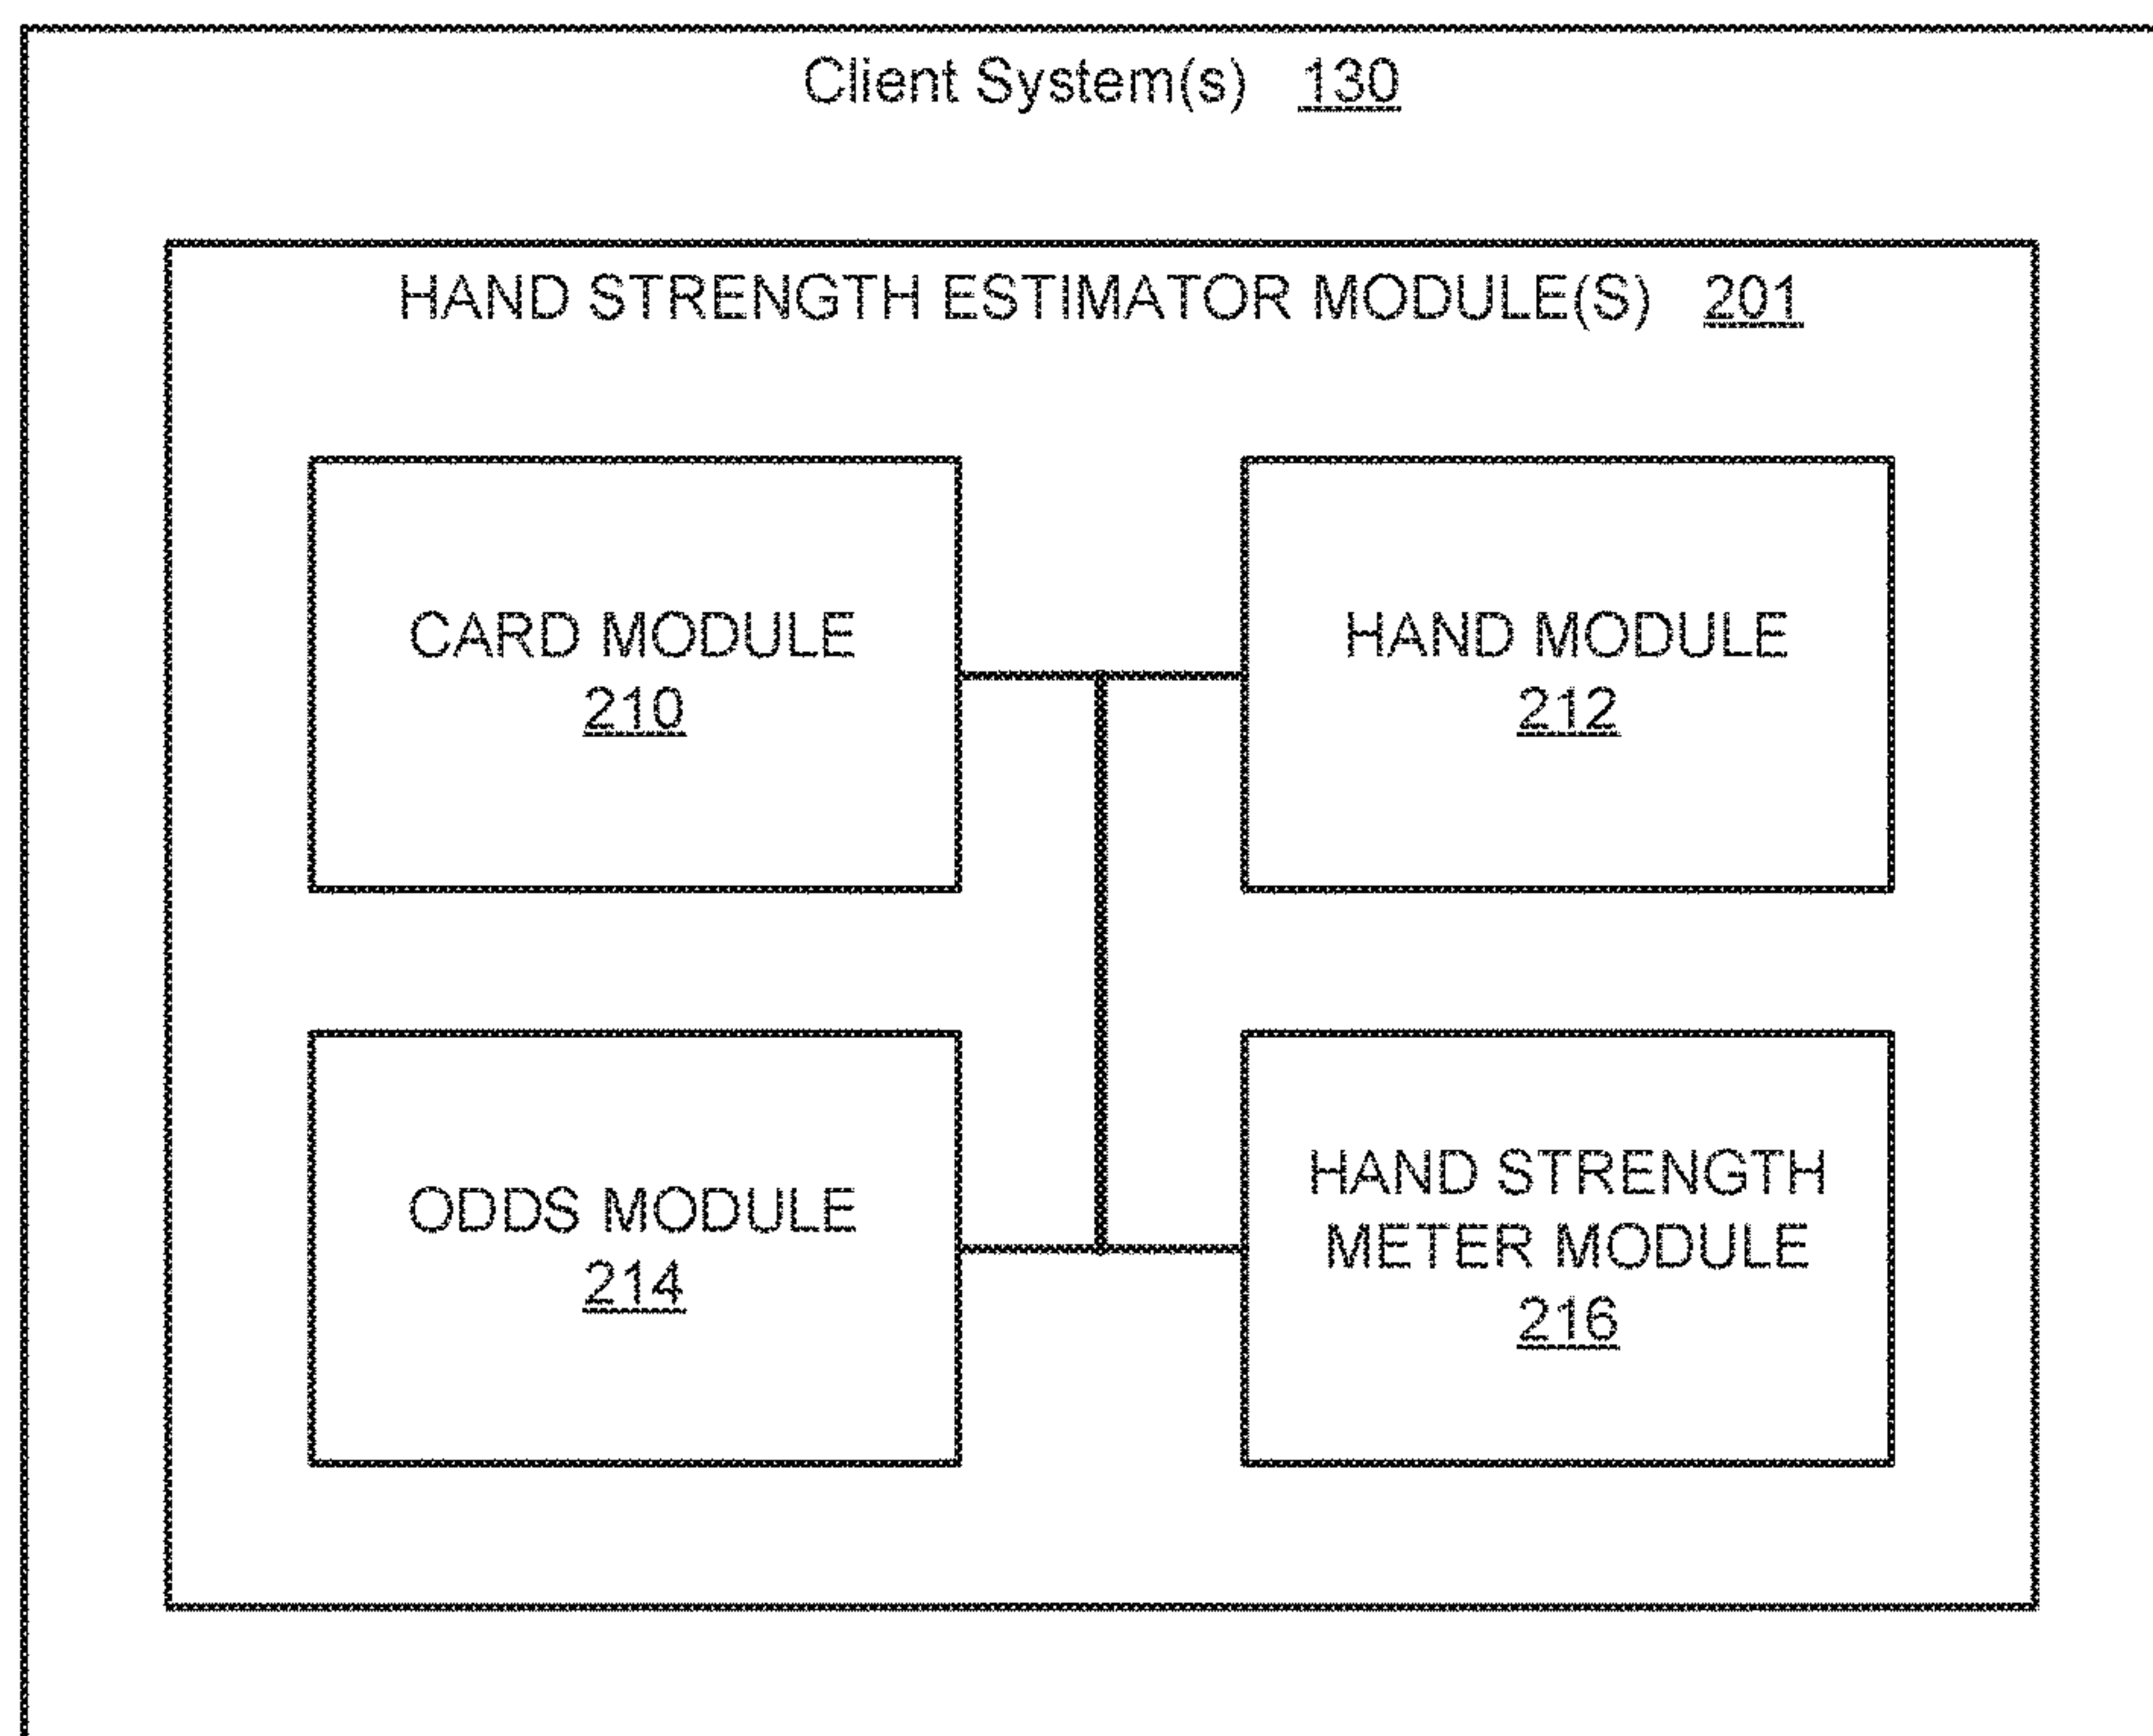 Client System(s) 130
HAND STRENGTH ESTIMATOR MODULE(S) 201
CARD MODULE
210
HAND MODULE
212
ODDS MODULE
214
HAND STRENGTH
METER MODULE
216